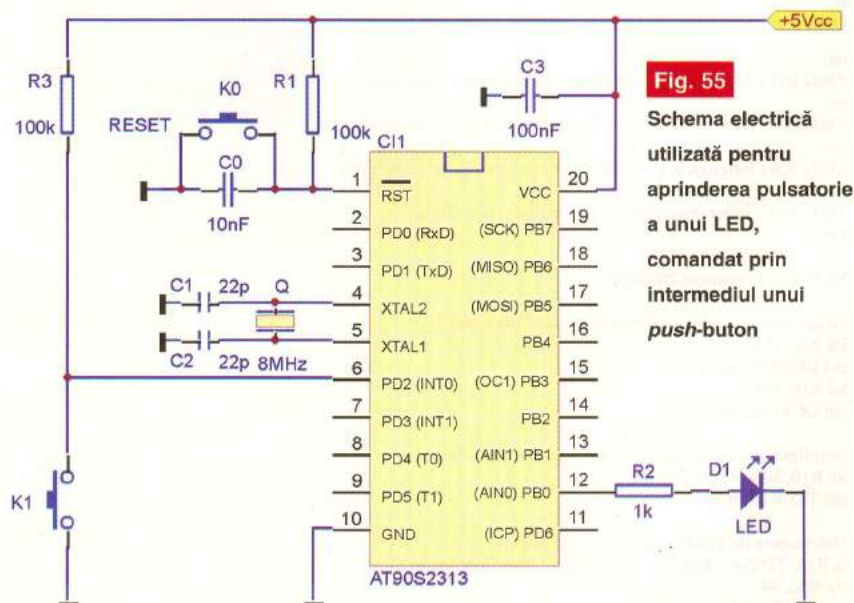 +5Vcc
R3
100k
K0
RESET
C0
10nF
R1
100k
C3
100nF
Fig. 55
Schema electrică
utilizată pentru
aprinderea pulsatorie
a unui LED,
comandat prin
intermediul unui
push-buton
CI1
1 RST
2 PD0 (RxD)
3 PD1 (TxD)
4 XTAL2
5 XTAL1
6 PD2 (INT0)
7 PD3 (INT1)
8 PD4 (T0)
9 PD5 (T1)
10 GND
VCC 20
(SCK) PB7 19
(MISO) PB6 18
(MOSI) PB5 17
PB4 16
(OC1) PB3 15
PB2 14
(AIN1) PB1 13
(AIN0) PB0 12
(ICP) PD6 11
AT90S2313
C1 22p
Q
C2 22p 8MHz
K1
R2
1k
D1
LED